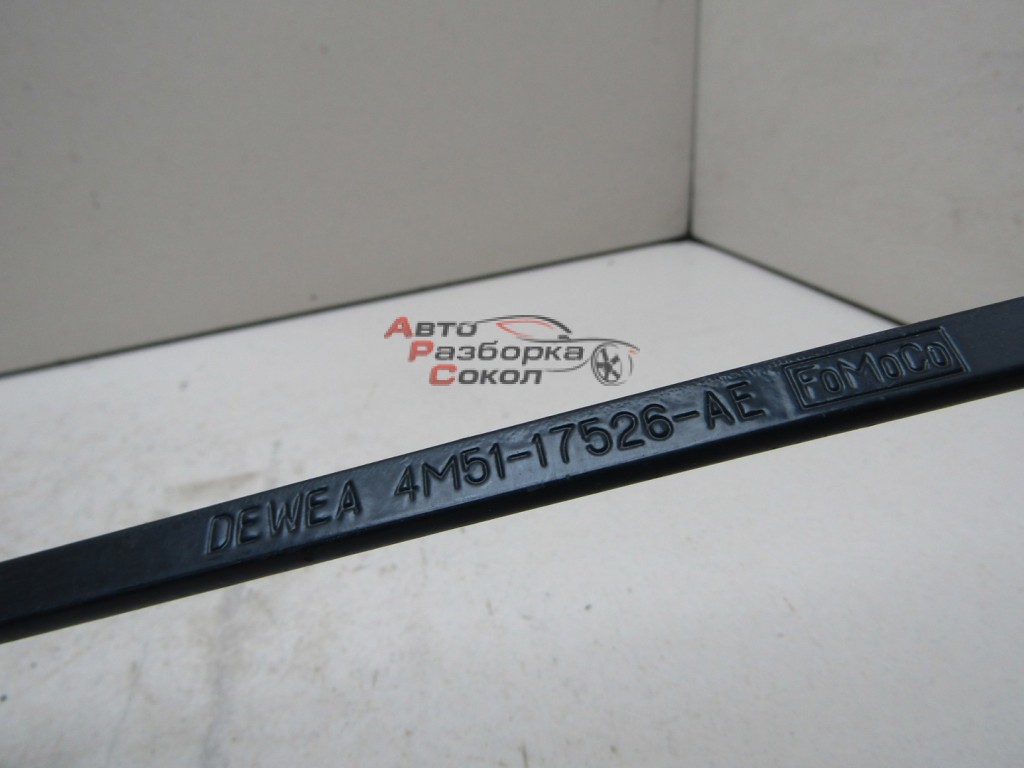 Авто
Разборка
Сокол
DEWEA 4M51-17526-AE FoMoCo